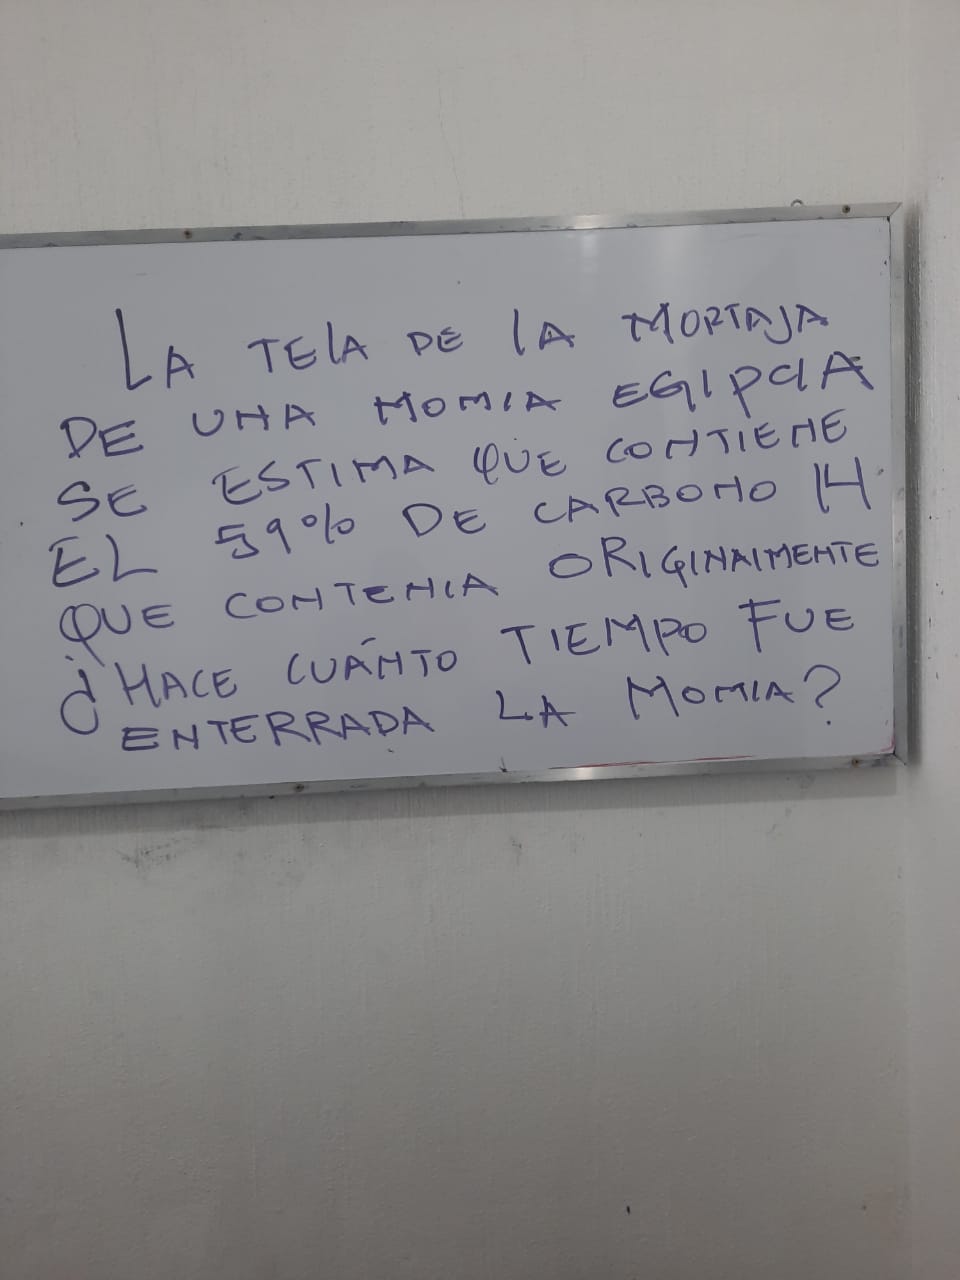 LA TELA DE LA MORTAJA
DE UNA MOMIA EGIPCIA
SE ESTIMA QUE CONTIENE
EL 59% DE CARBONO 14
QUE CONTENIA ORIGINALMENTE
¿HACE CUÁNTO TIEMPO FUE
ENTERRADA LA MOMIA?